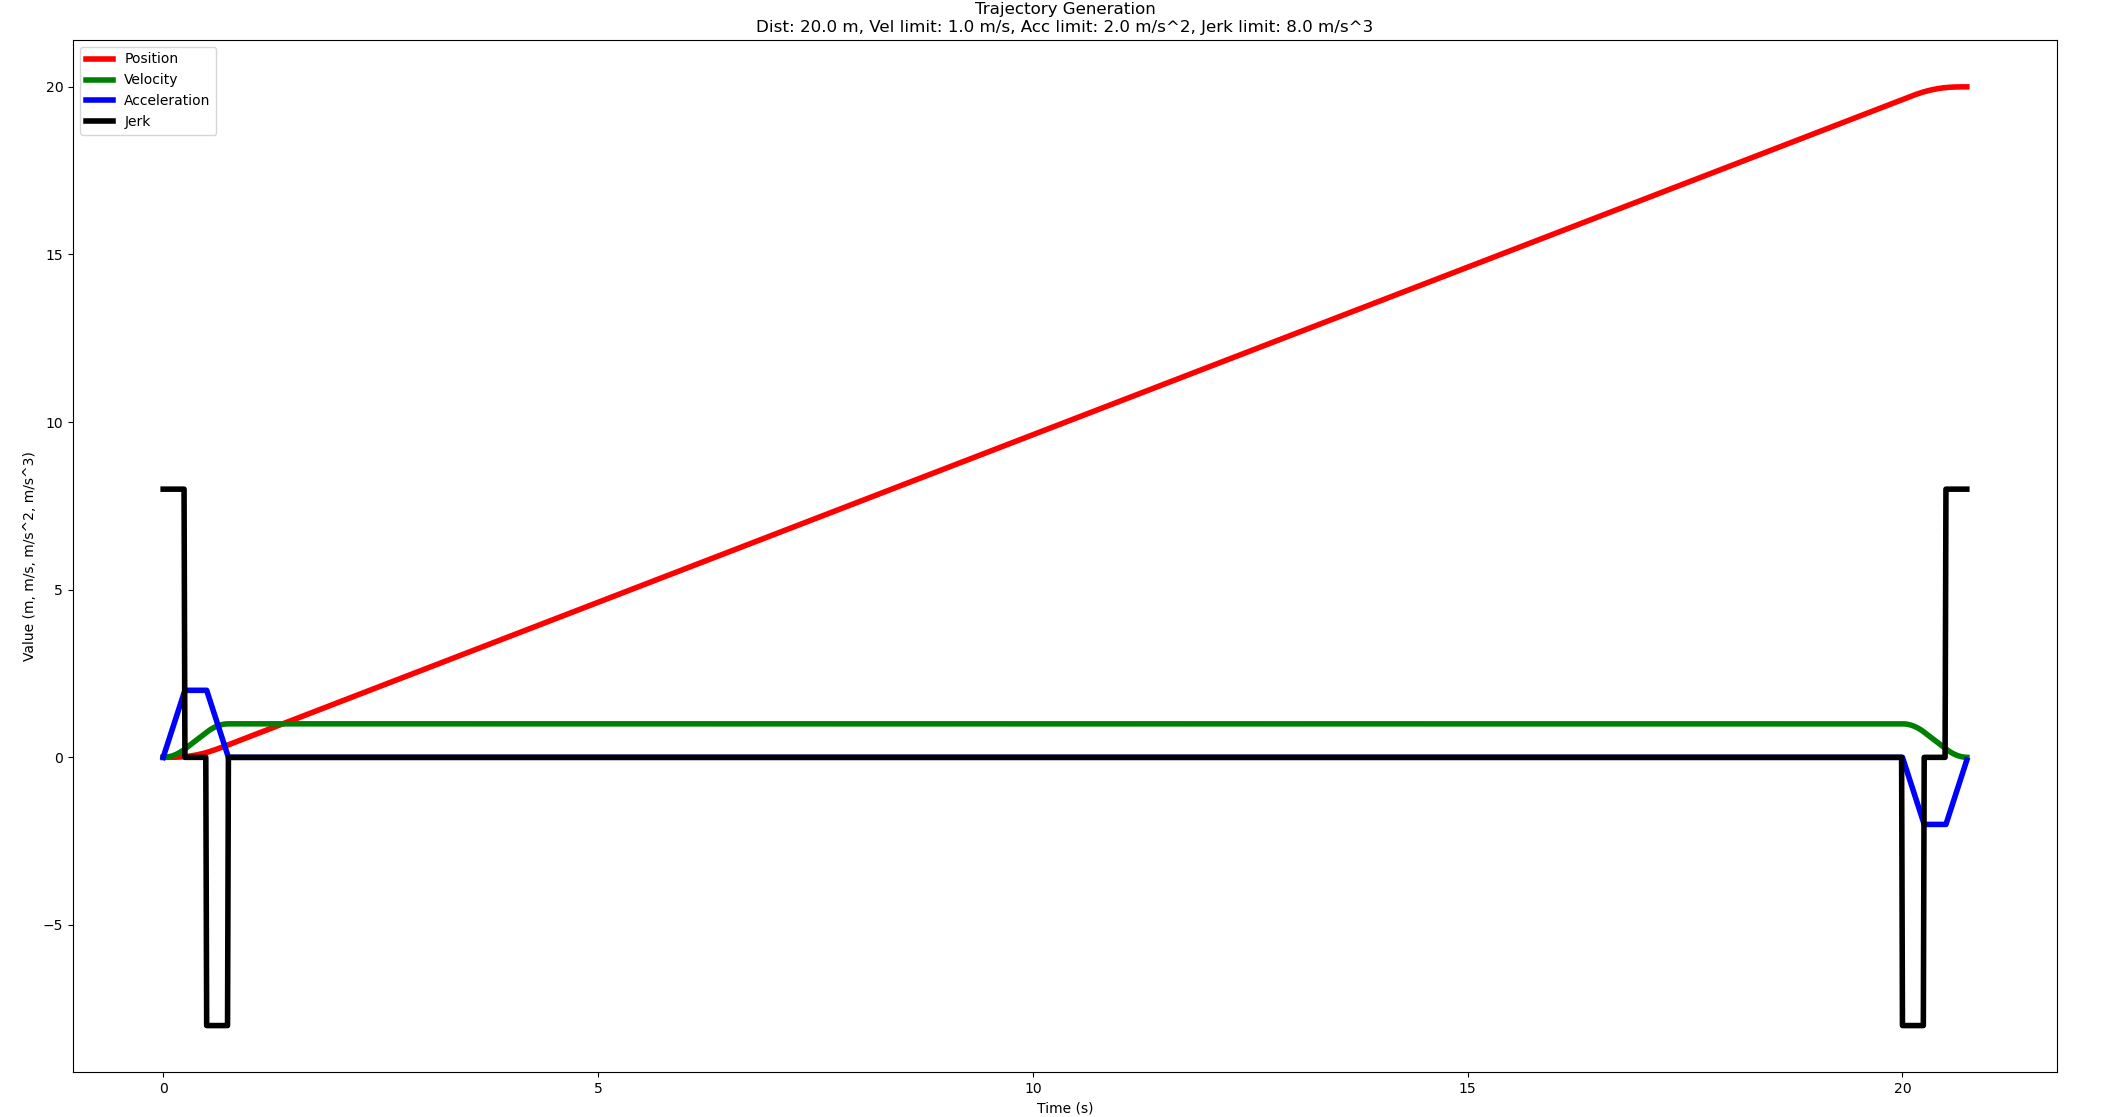 Trajectory Generation
Dist: 20.0 m, Vel limit: 1.0 m/s, Acc limit: 2.0 m/s^2, Jerk limit: 8.0 m/s^3
Position
Velocity
Acceleration
Jerk
20
15
10
5
0
−5
Value (m, m/s, m/s^2, m/s^3)
0 5 10 15 20
Time (s)